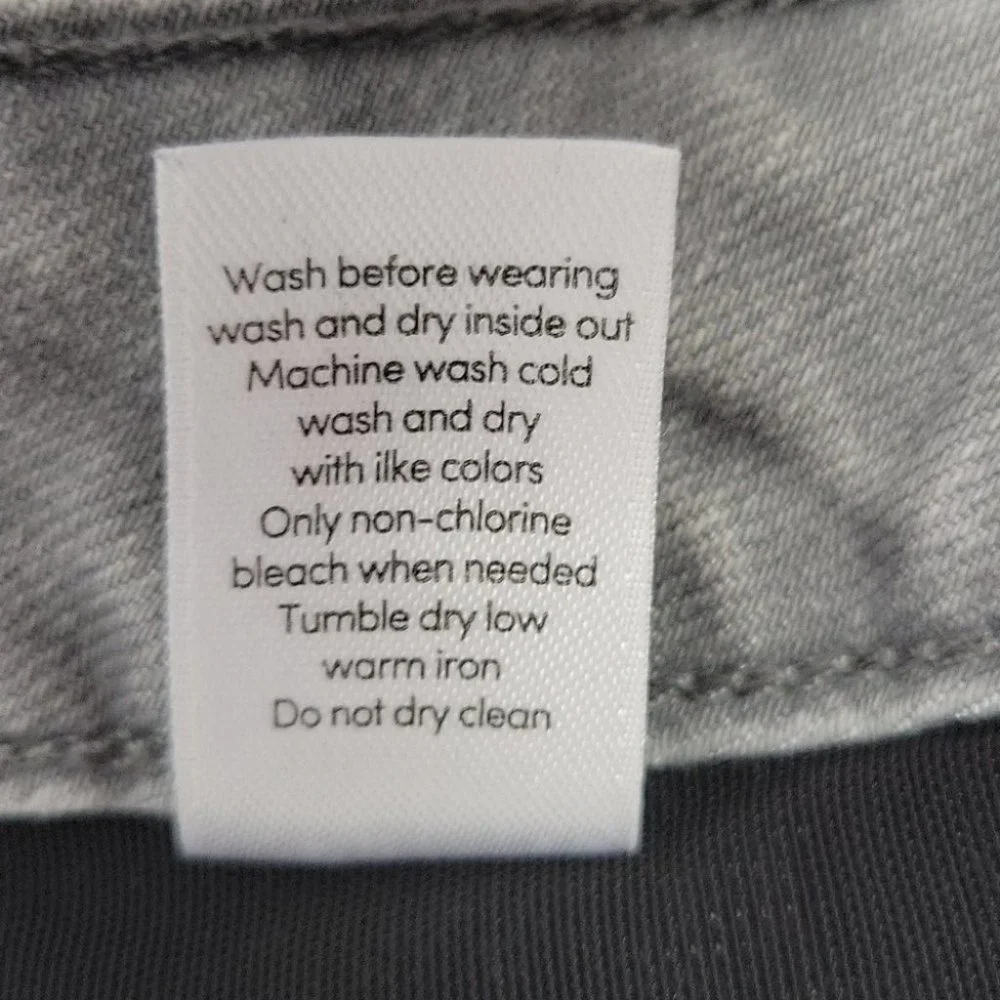 Wash before wearing
wash and dry inside out
Machine wash cold
wash and dry
with ilke colors
Only non-chlorine
bleach when needed
Tumble dry low
warm iron
Do not dry clean